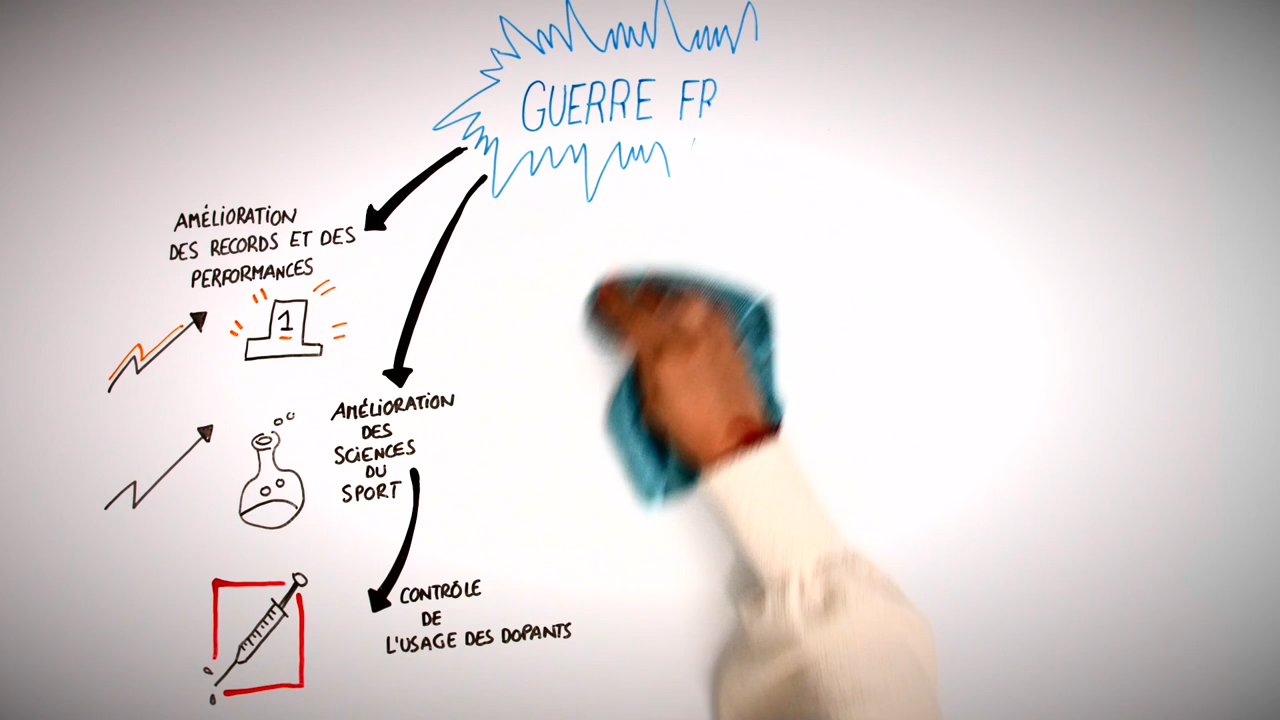 GUERRE FR
AMÉLIORATION
DES RECORDS ET DES
PERFORMANCES
1
AMÉLIORATION
DES
SCIENCES
DU
SPORT
CONTRÔLE
DE
L'USAGE DES DOPANTS